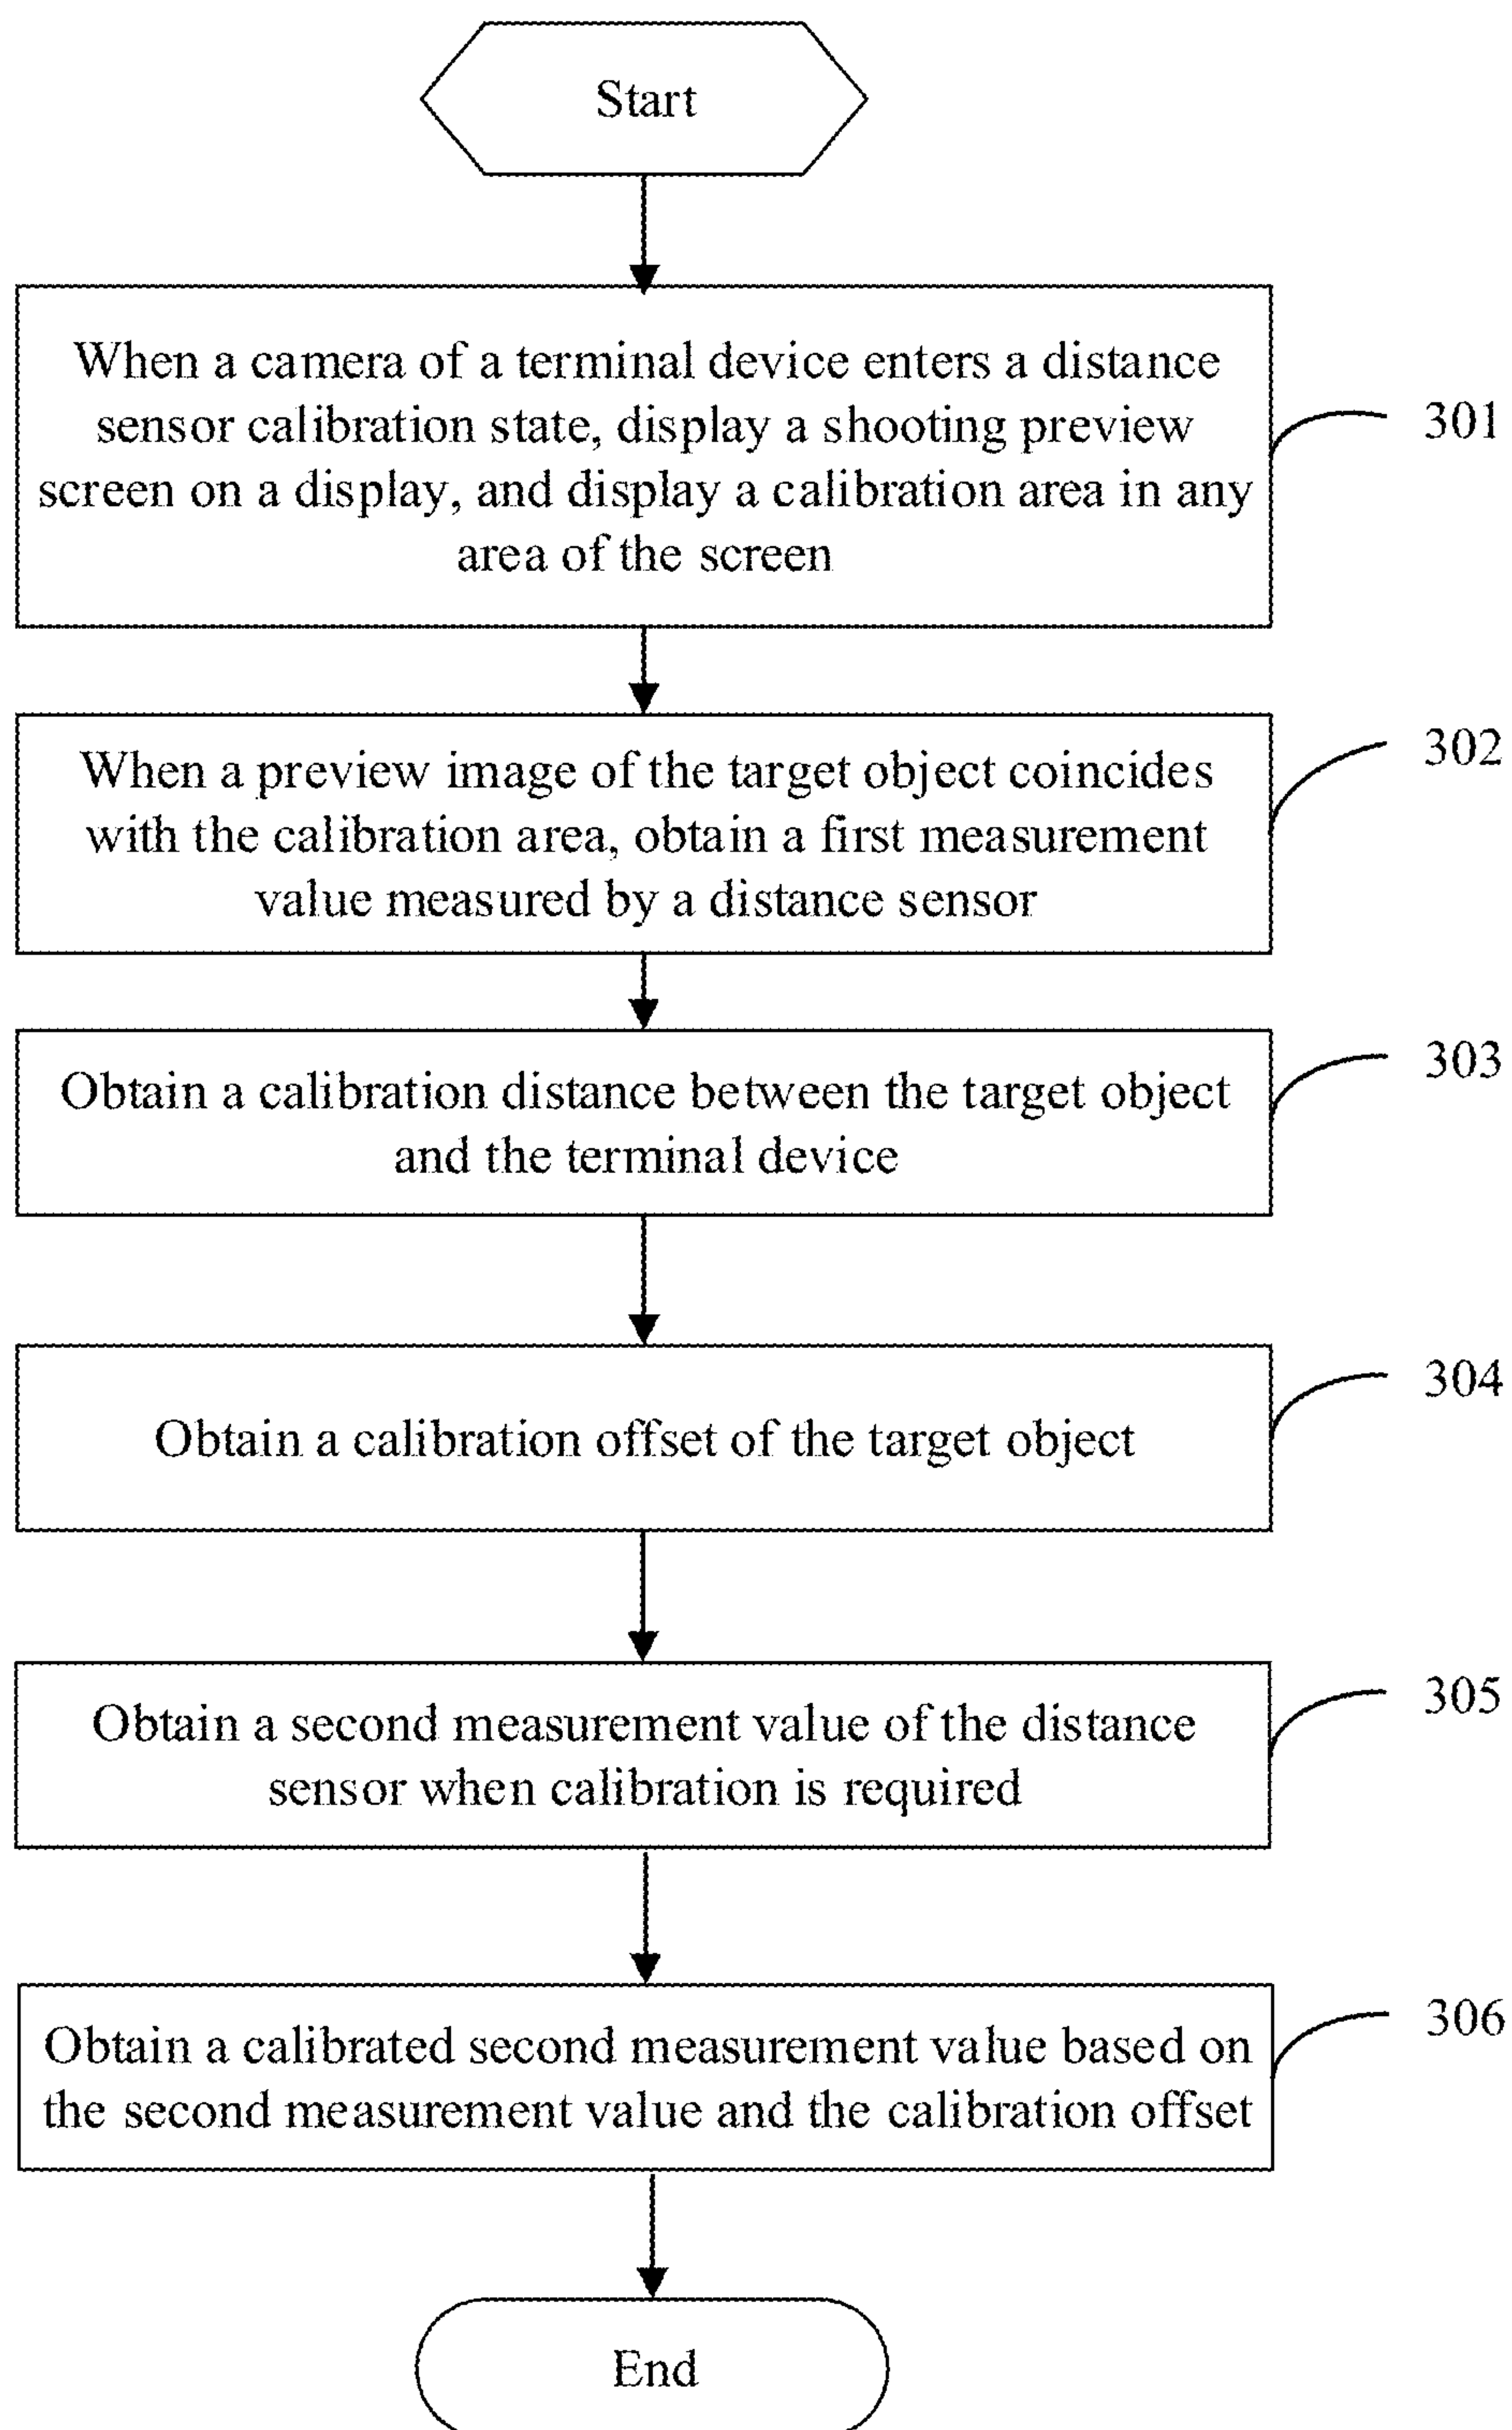 Start
When a camera of a terminal device enters a distance
sensor calibration state, display a shooting preview
screen on a display, and display a calibration area in any
area of the screen
301
When a preview image of the target object coincides
with the calibration area, obtain a first measurement
value measured by a distance sensor
302
Obtain a calibration distance between the target object
and the terminal device
303
Obtain a calibration offset of the target object
304
Obtain a second measurement value of the distance
sensor when calibration is required
305
Obtain a calibrated second measurement value based on
the second measurement value and the calibration offset
306
End